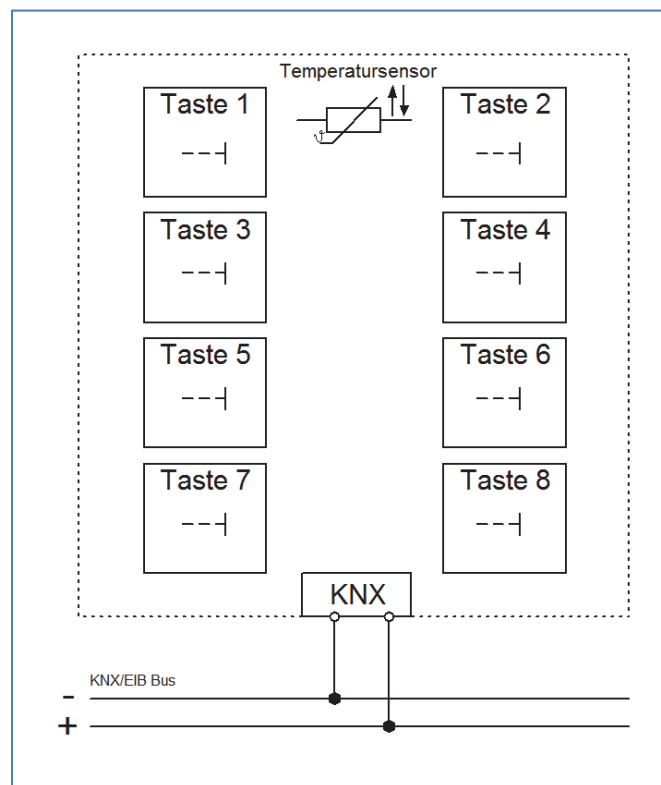 Temperatursensor
Taste 1
Taste 2
ϑ
Taste 3
Taste 4
Taste 5
Taste 6
Taste 7
Taste 8
KNX
KNX/EIB Bus
-
+